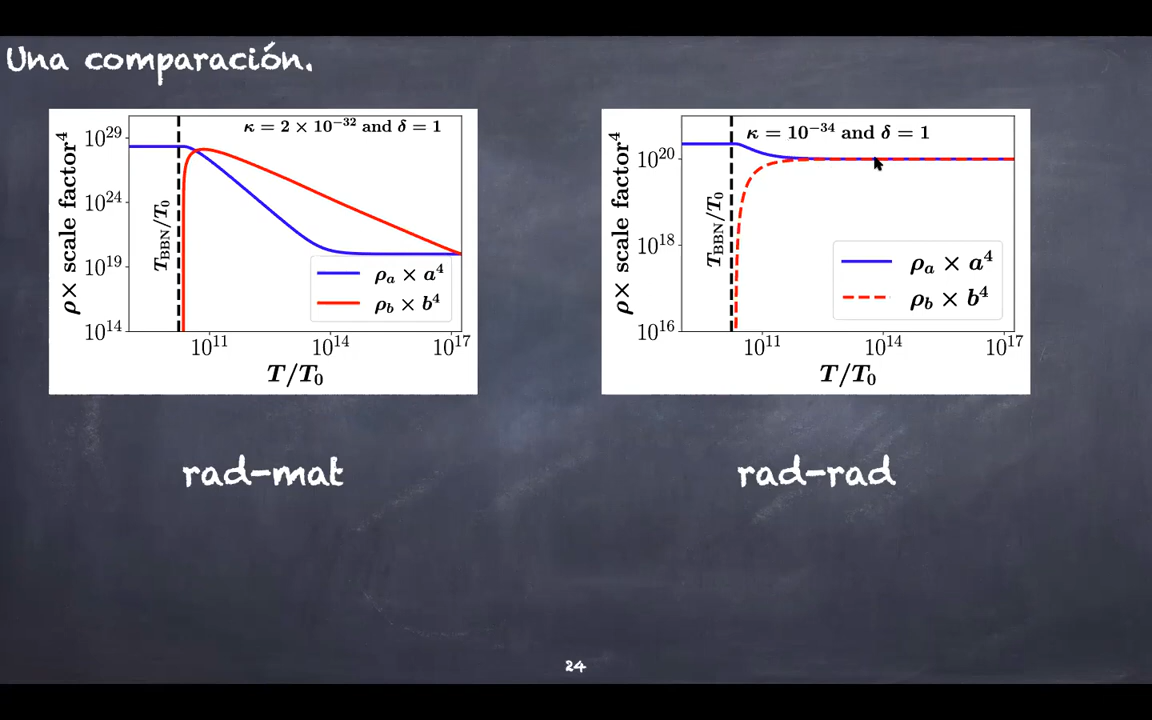 Una comparación.
κ = 2 × 10⁻³² and δ = 1
ρ× scale factor⁴
10²⁹
10²⁴
10¹⁹
10¹⁴
T_BBN/T₀
ρₐ × a⁴
ρ_b × b⁴
10¹¹
10¹⁴
10¹⁷
T/T₀
rad-mat
κ = 10⁻³⁴ and δ = 1
ρ× scale factor⁴
10²⁰
10¹⁸
10¹⁶
T_BBN/T₀
ρₐ × a⁴
ρ_b × b⁴
10¹¹
10¹⁴
10¹⁷
T/T₀
rad-rad
24